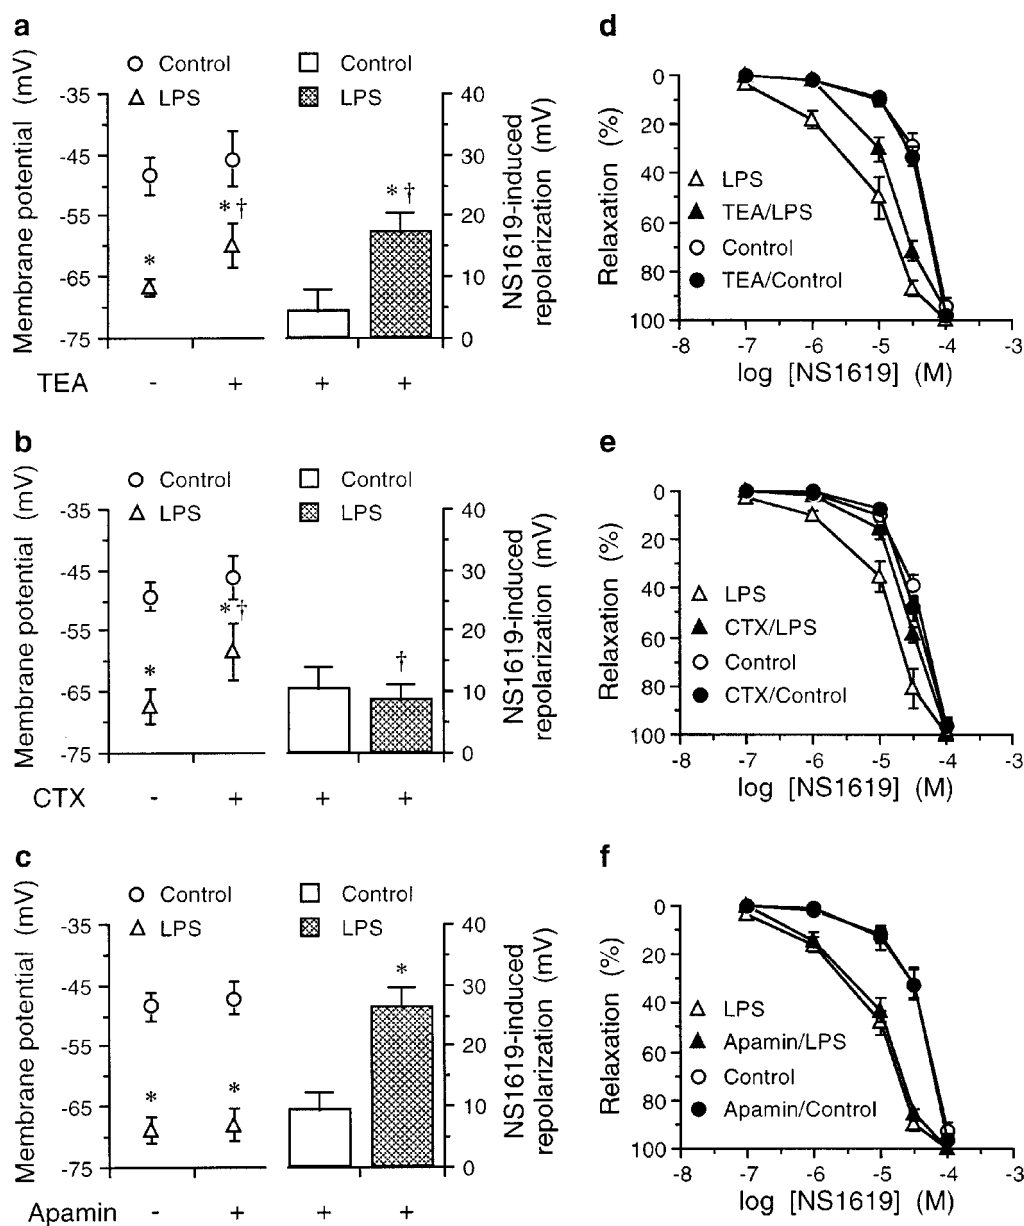 a
Control
LPS
Control
LPS
Membrane potential (mV)
-35
-45
-55
-65
-75
* †
*
* †
40
30
20
10
0
NS1619-induced
repolarization (mV)
TEA - + + +
d
Relaxation (%)
0
20
40
60
80
100
LPS
TEA/LPS
Control
TEA/Control
-8 -7 -6 -5 -4 -3
log [NS1619] (M)
b
Control
LPS
Control
LPS
Membrane potential (mV)
-35
-45
-55
-65
-75
* †
*
†
40
30
20
10
0
NS1619-induced
repolarization (mV)
CTX - + + +
e
Relaxation (%)
0
20
40
60
80
100
LPS
CTX/LPS
Control
CTX/Control
-8 -7 -6 -5 -4 -3
log [NS1619] (M)
c
Control
LPS
Control
LPS
Membrane potential (mV)
-35
-45
-55
-65
-75
* *
*
40
30
20
10
0
NS1619-induced
repolarization (mV)
Apamin - + + +
f
Relaxation (%)
0
20
40
60
80
100
LPS
Apamin/LPS
Control
Apamin/Control
-8 -7 -6 -5 -4 -3
log [NS1619] (M)